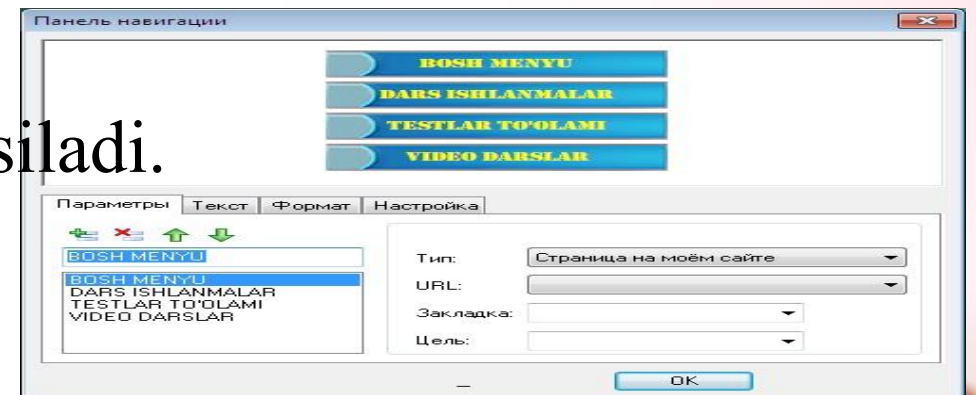 Панель навигации
BOSH MENYU
DARS ISHLANMALAR
TESTLAR TO'OLAMI
VIDEO DARSLAR
siladi.
Параметры Текст Формат Настройка
BOSH MENYU
BOSH MENYU
DARS ISHLANMALAR
TESTLAR TO'OLAMI
VIDEO DARSLAR
Тип: Страница на моём сайте
URL:
Закладка:
Цель:
OK